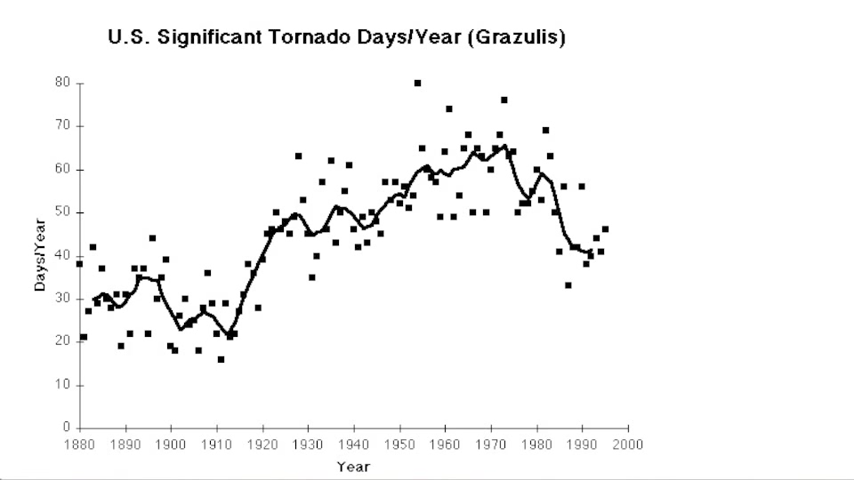 U.S. Significant Tornado Days/Year (Grazulis)
80
70
60
50
40
30
20
10
0
Days/Year
1880 1890 1900 1910 1920 1930 1940 1950 1960 1970 1980 1990 2000
Year